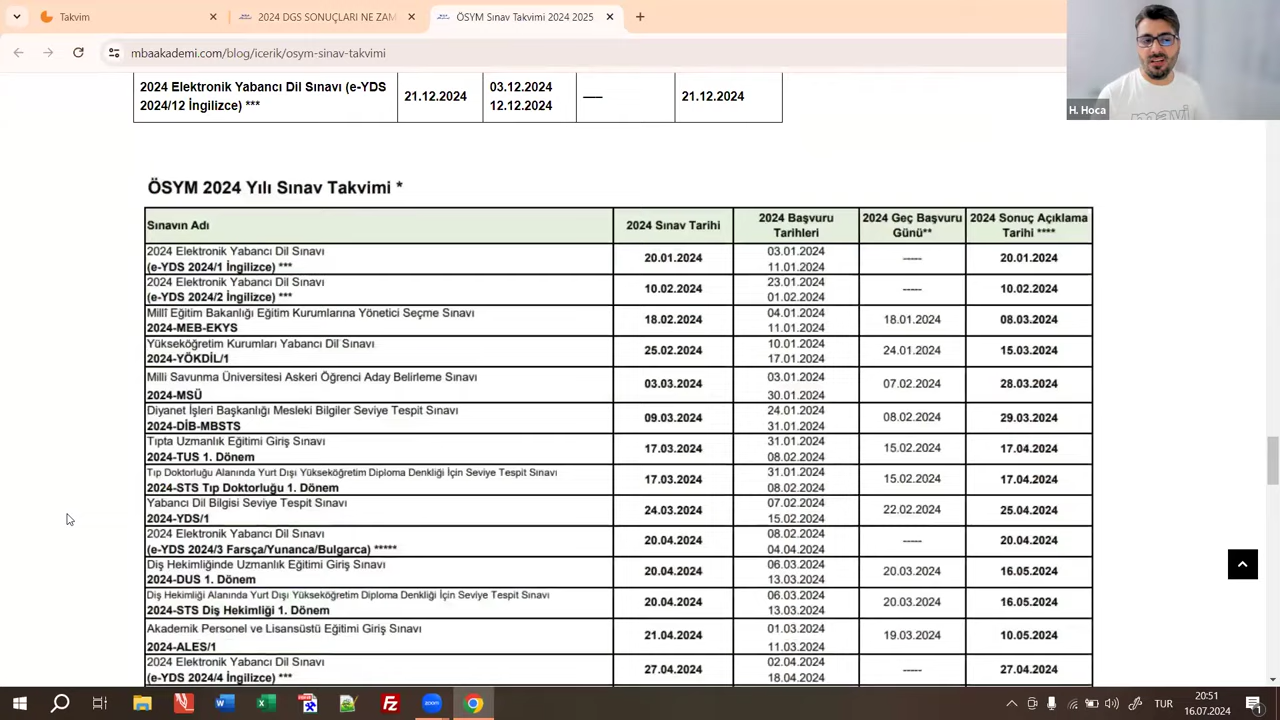 Takvim
2024 DGS SONUÇLARI NE ZAM
ÖSYM Sınav Takvimi 2024 2025
mbaakademi.com/blog/icerik/osym-sinav-takvimi
H. Hoca
2024 Elektronik Yabancı Dil Sınavı (e-YDS 2024/12 İngilizce) *** 21.12.2024 03.12.2024 12.12.2024 —– 21.12.2024
ÖSYM 2024 Yılı Sınav Takvimi *
Sınavın Adı 2024 Sınav Tarihi 2024 Başvuru Tarihleri 2024 Geç Başvuru Günü** 2024 Sonuç Açıklama Tarihi ****
2024 Elektronik Yabancı Dil Sınavı (e-YDS 2024/1 İngilizce) *** 20.01.2024 03.01.2024 11.01.2024 ----- 20.01.2024
2024 Elektronik Yabancı Dil Sınavı (e-YDS 2024/2 İngilizce) *** 10.02.2024 23.01.2024 01.02.2024 ----- 10.02.2024
Millî Eğitim Bakanlığı Eğitim Kurumlarına Yönetici Seçme Sınavı 2024-MEB-EKYS 18.02.2024 04.01.2024 11.01.2024 18.01.2024 08.03.2024
Yükseköğretim Kurumları Yabancı Dil Sınavı 2024-YÖKDİL/1 25.02.2024 10.01.2024 17.01.2024 24.01.2024 15.03.2024
Milli Savunma Üniversitesi Askeri Öğrenci Aday Belirleme Sınavı 2024-MSÜ 03.03.2024 03.01.2024 30.01.2024 07.02.2024 28.03.2024
Diyanet İşleri Başkanlığı Mesleki Bilgiler Seviye Tespit Sınavı 2024-DİB-MBSTS 09.03.2024 24.01.2024 31.01.2024 08.02.2024 29.03.2024
Tıpta Uzmanlık Eğitimi Giriş Sınavı 2024-TUS 1. Dönem 17.03.2024 31.01.2024 08.02.2024 15.02.2024 17.04.2024
Tıp Doktorluğu Alanında Yurt Dışı Yükseköğretim Diploma Denkliği İçin Seviye Tespit Sınavı 2024-STS Tıp Doktorluğu 1. Dönem 17.03.2024 31.01.2024 08.02.2024 15.02.2024 17.04.2024
Yabancı Dil Bilgisi Seviye Tespit Sınavı 2024-YDS/1 24.03.2024 07.02.2024 15.02.2024 22.02.2024 25.04.2024
2024 Elektronik Yabancı Dil Sınavı (e-YDS 2024/3 Farsça/Yunanca/Bulgarca) ***** 20.04.2024 08.02.2024 04.04.2024 ----- 20.04.2024
Diş Hekimliğinde Uzmanlık Eğitimi Giriş Sınavı 2024-DUS 1. Dönem 20.04.2024 06.03.2024 13.03.2024 20.03.2024 16.05.2024
Diş Hekimliği Alanında Yurt Dışı Yükseköğretim Diploma Denkliği İçin Seviye Tespit Sınavı 2024-STS Diş Hekimliği 1. Dönem 20.04.2024 06.03.2024 13.03.2024 20.03.2024 16.05.2024
Akademik Personel ve Lisansüstü Eğitimi Giriş Sınavı 2024-ALES/1 21.04.2024 01.03.2024 11.03.2024 19.03.2024 10.05.2024
2024 Elektronik Yabancı Dil Sınavı (e-YDS 2024/4 İngilizce) *** 27.04.2024 02.04.2024 18.04.2024 ----- 27.04.2024
TUR
20:51
16.07.2024